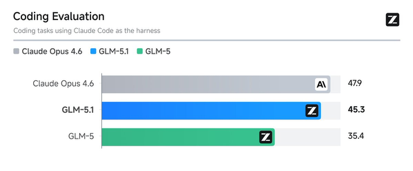 Coding Evaluation
Coding tasks using Claude Code as the harness
Claude Opus 4.6 GLM-5.1 GLM-5
Claude Opus 4.6 47.9
GLM-5.1 45.3
GLM-5 35.4